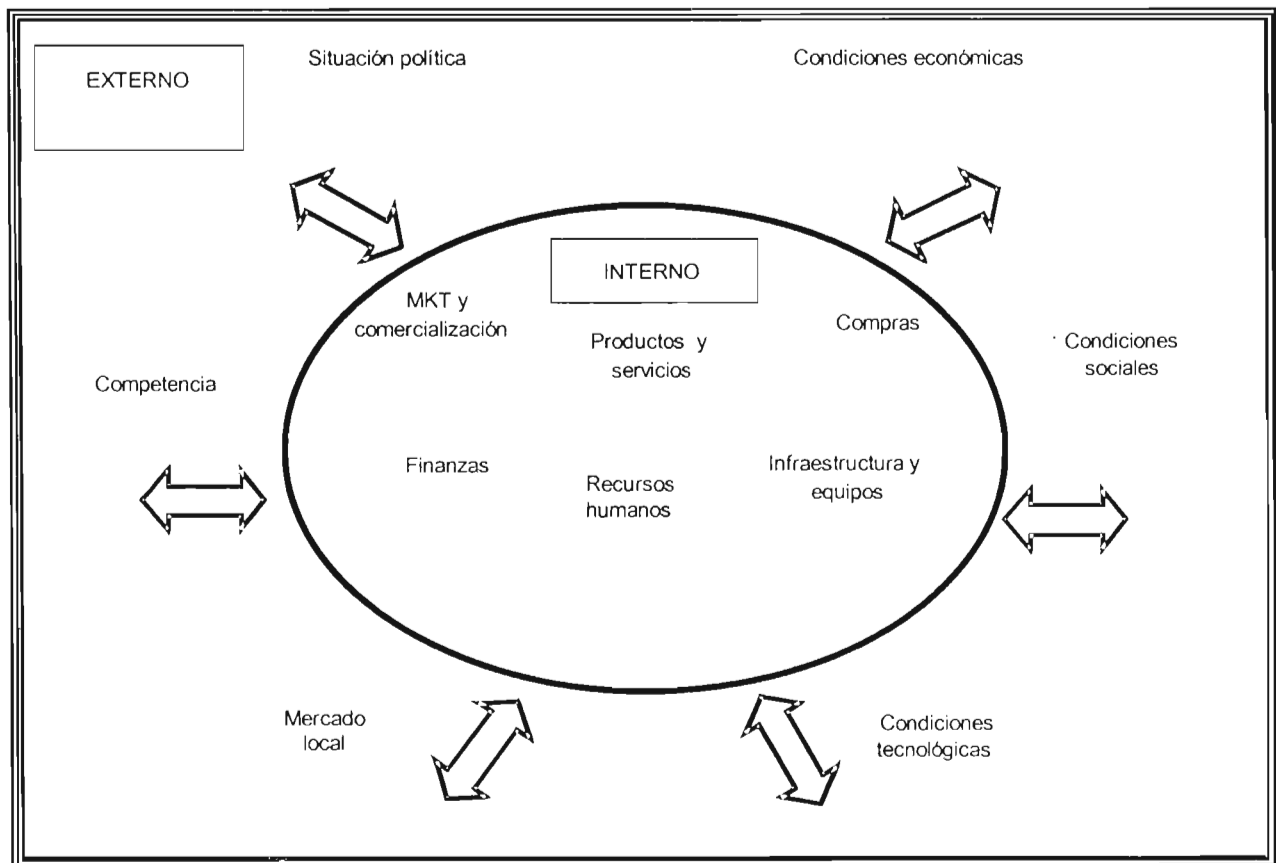 Situación política
Condiciones económicas
EXTERNO
INTERNO
MKT y
comercialización
Productos y
servicios
Compras
Condiciones
sociales
Competencia
Finanzas
Recursos
humanos
Infraestructura y
equipos
Mercado
local
Condiciones
tecnológicas